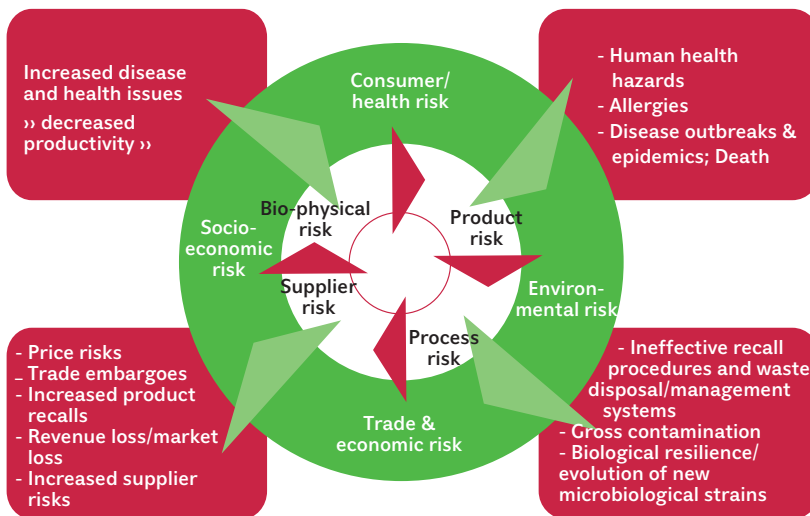 Increased disease
and health issues
›› decreased
productivity ››
Consumer/
health risk
- Human health
hazards
- Allergies
- Disease outbreaks &
epidemics; Death
Bio-physical
risk
Product
risk
Socio-
economic
risk
Supplier
risk
Environ-
mental risk
Process
risk
Trade &
economic risk
- Price risks
_ Trade embargoes
- Increased product
recalls
- Revenue loss/market
loss
- Increased supplier
risks
- Ineffective recall
procedures and waste
disposal/management
systems
- Gross contamination
- Biological resilience/
evolution of new
microbiological strains